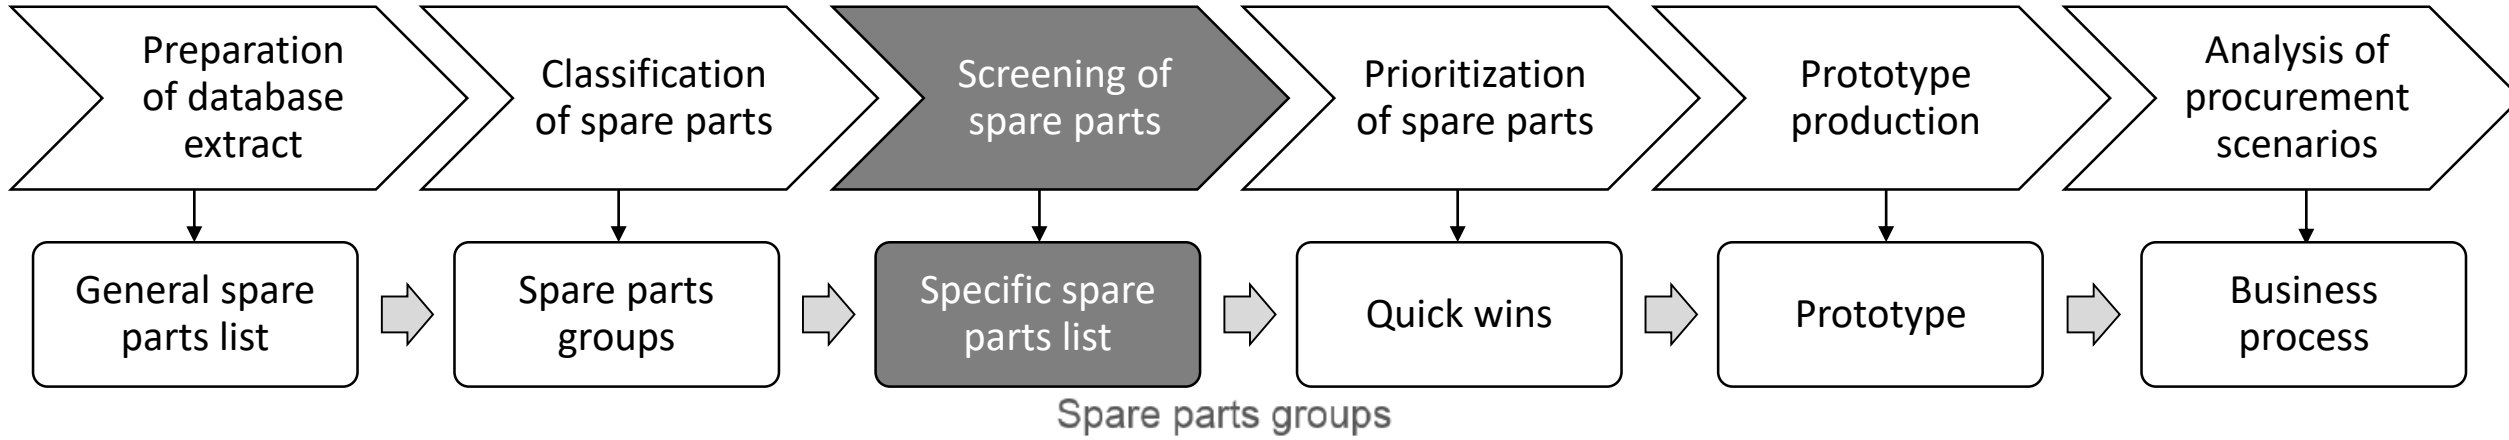 Preparation
of database
extract
Classification
of spare parts
Screening of
spare parts
Prioritization
of spare parts
Prototype
production
Analysis of
procurement
scenarios
General spare
parts list
Spare parts
groups
Specific spare
parts list
Quick wins
Prototype
Business
process
Spare parts groups